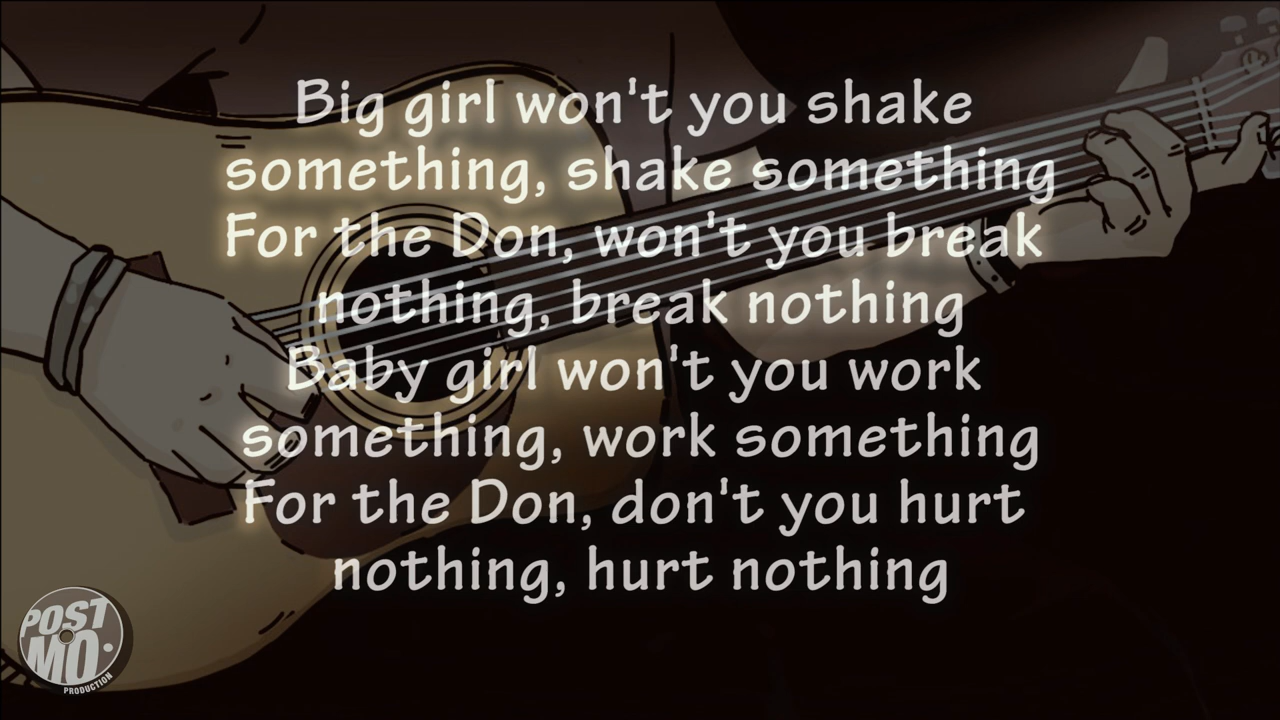 Big girl won't you shake
something, shake something
For the Don, won't you break
nothing, break nothing
Baby girl won't you work
something, work something
For the Don, don't you hurt
nothing, hurt nothing
POST
MO.
PRODUCTION